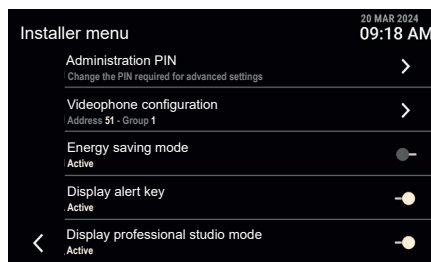 Installer menu
20 MAR 2024
09:18 AM
Administration PIN
Change the PIN required for advanced settings
Videophone configuration
Address 51 - Group 1
Energy saving mode
Active
Display alert key
Active
Display professional studio mode
Active